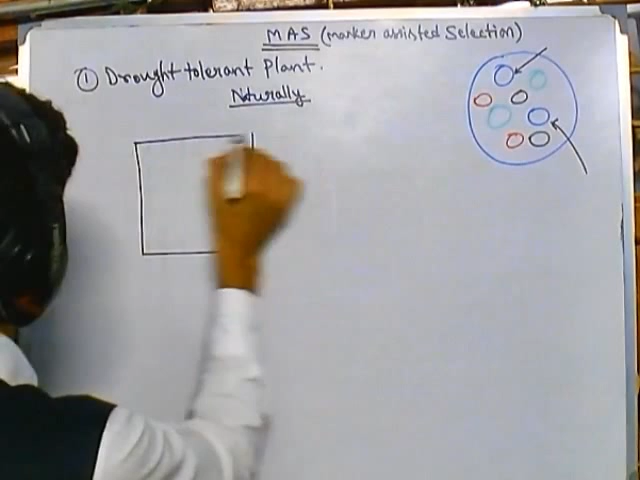 MAS (marker assisted Selection)
① Drought tolerant Plant.
Naturally